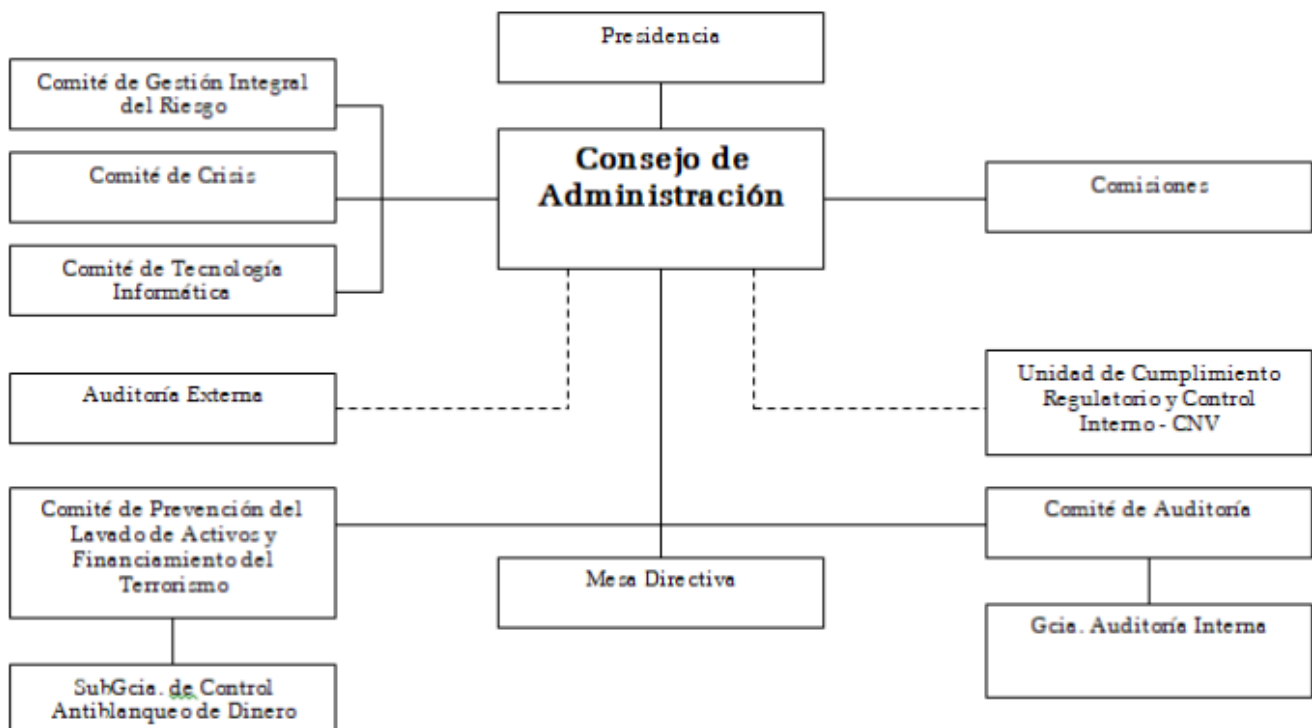 Presidencia
Comité de Gestión Integral
del Riesgo
Consejo de
Administración
Comité de Crisis
Comisiones
Comité de Tecnología
Informática
Auditoría Externa
Unidad de Cumplimiento
Regulatorio y Control
Interno - CNV
Comité de Prevención del
Lavado de Activos y
Financiamiento del
Terrorismo
Comité de Auditoría
Mesa Directiva
Gcia. Auditoría Interna
SubGcia. de Control
Antiblanqueo de Dinero